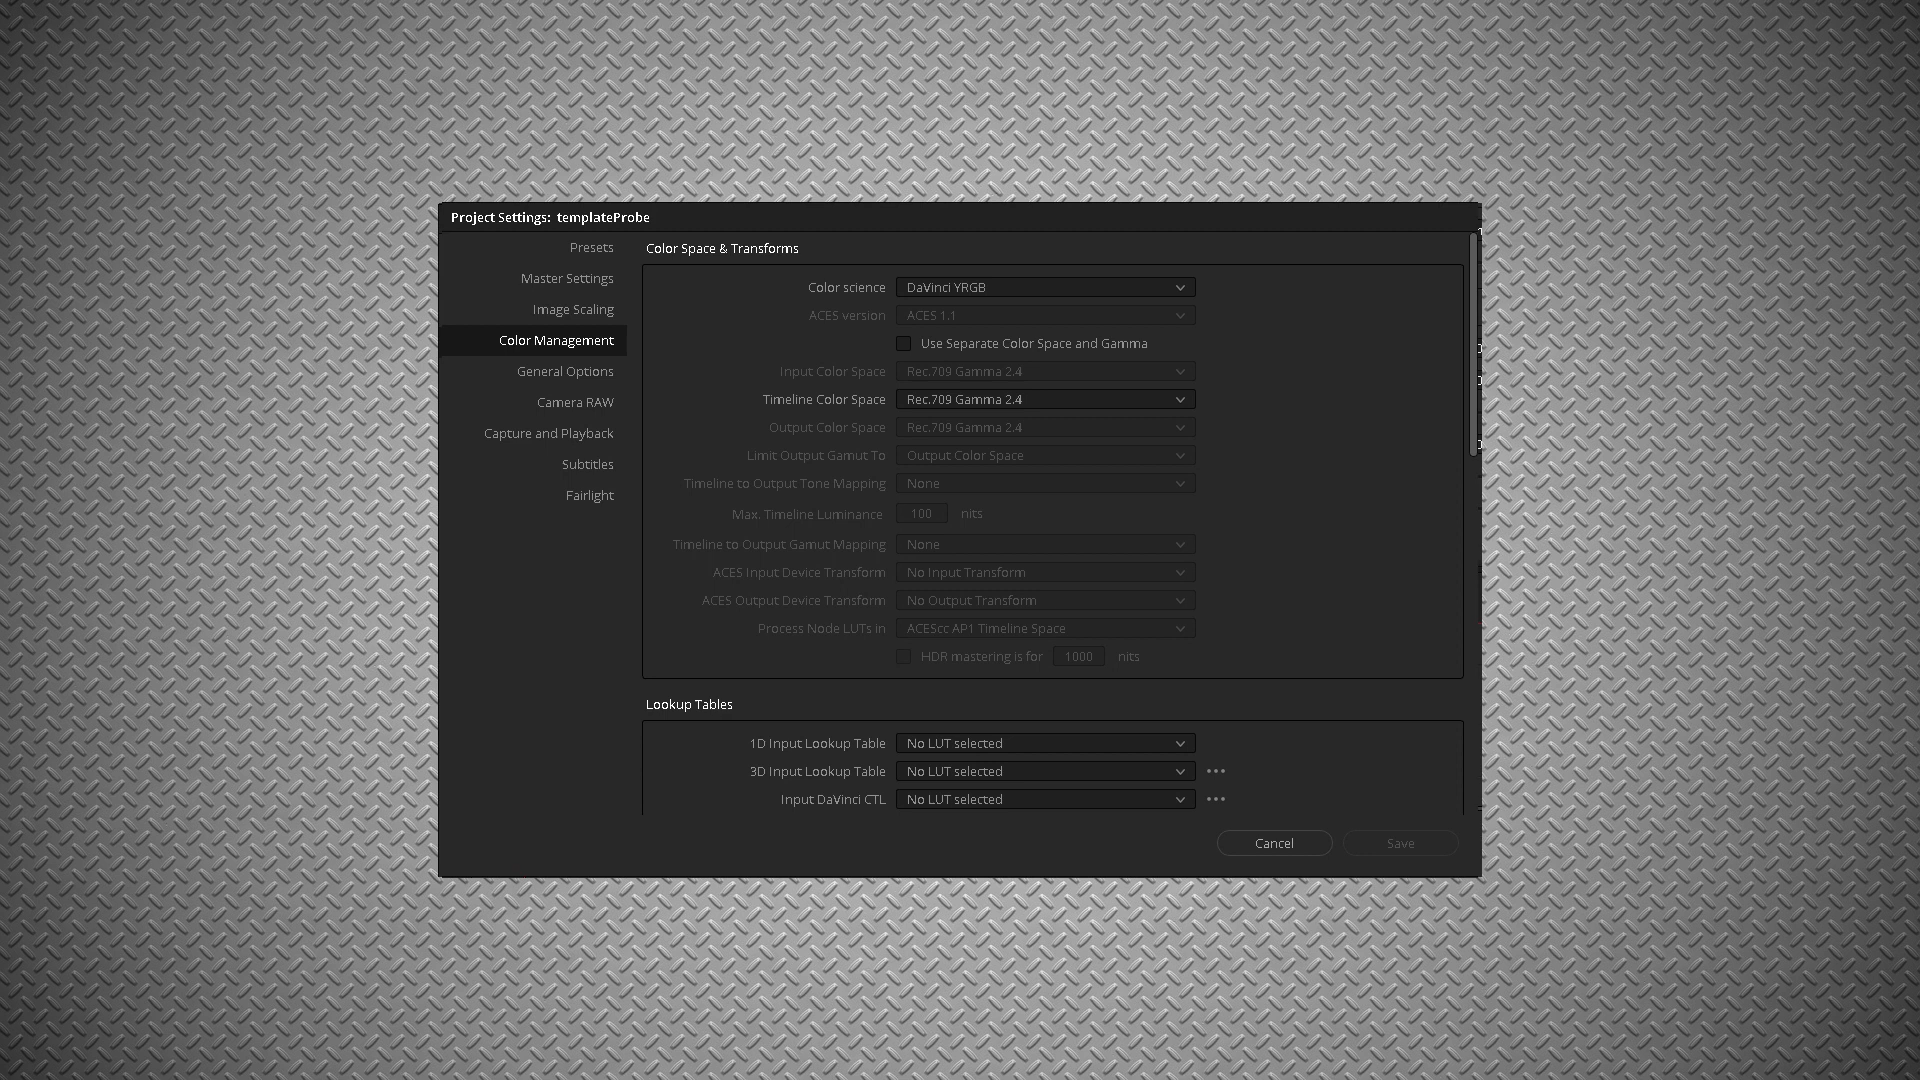 Project Settings: templateProbe
Presets
Master Settings
Image Scaling
Color Management
General Options
Camera RAW
Capture and Playback
Subtitles
Fairlight
Color Space & Transforms
Color science DaVinci YRGB
ACES version ACES 1.1
Use Separate Color Space and Gamma
Input Color Space Rec.709 Gamma 2.4
Timeline Color Space Rec.709 Gamma 2.4
Output Color Space Rec.709 Gamma 2.4
Limit Output Gamut To Output Color Space
Timeline to Output Tone Mapping None
Max. Timeline Luminance 100 nits
Timeline to Output Gamut Mapping None
ACES Input Device Transform No Input Transform
ACES Output Device Transform No Output Transform
Process Node LUTs in ACEScc AP1 Timeline Space
HDR mastering is for 1000 nits
Lookup Tables
1D Input Lookup Table No LUT selected
3D Input Lookup Table No LUT selected
Input DaVinci CTL No LUT selected
Cancel Save